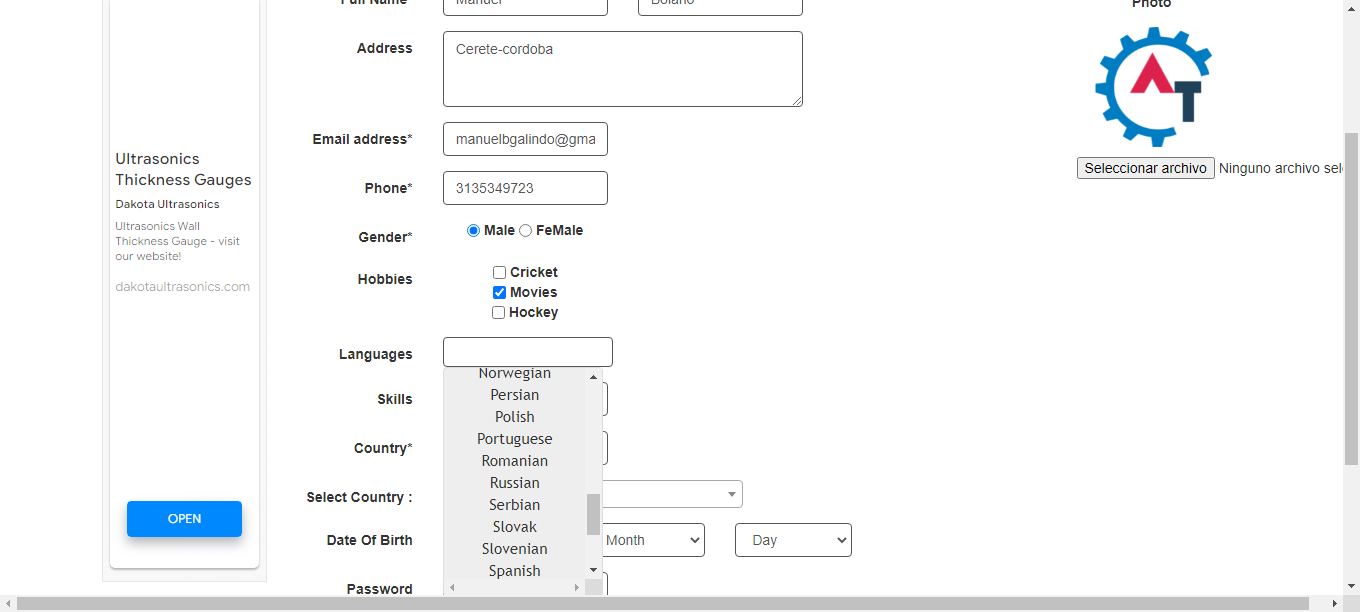 Full Name
Manuel
Bolaño
Photo
Address
Cerete-cordoba
AT
Email address*
manuelbgalindo@gma
Seleccionar archivo
Ninguno archivo sel
Ultrasonics
Thickness Gauges
Dakota Ultrasonics
Ultrasonics Wall
Thickness Gauge - visit
our website!
dakotaultrasonics.com
OPEN
Phone*
3135349723
Gender*
Male
FeMale
Hobbies
Cricket
Movies
Hockey
Languages
Norwegian
Persian
Polish
Portuguese
Romanian
Russian
Serbian
Slovak
Slovenian
Spanish
Skills
Country*
Select Country :
Date Of Birth
Month
Day
Password